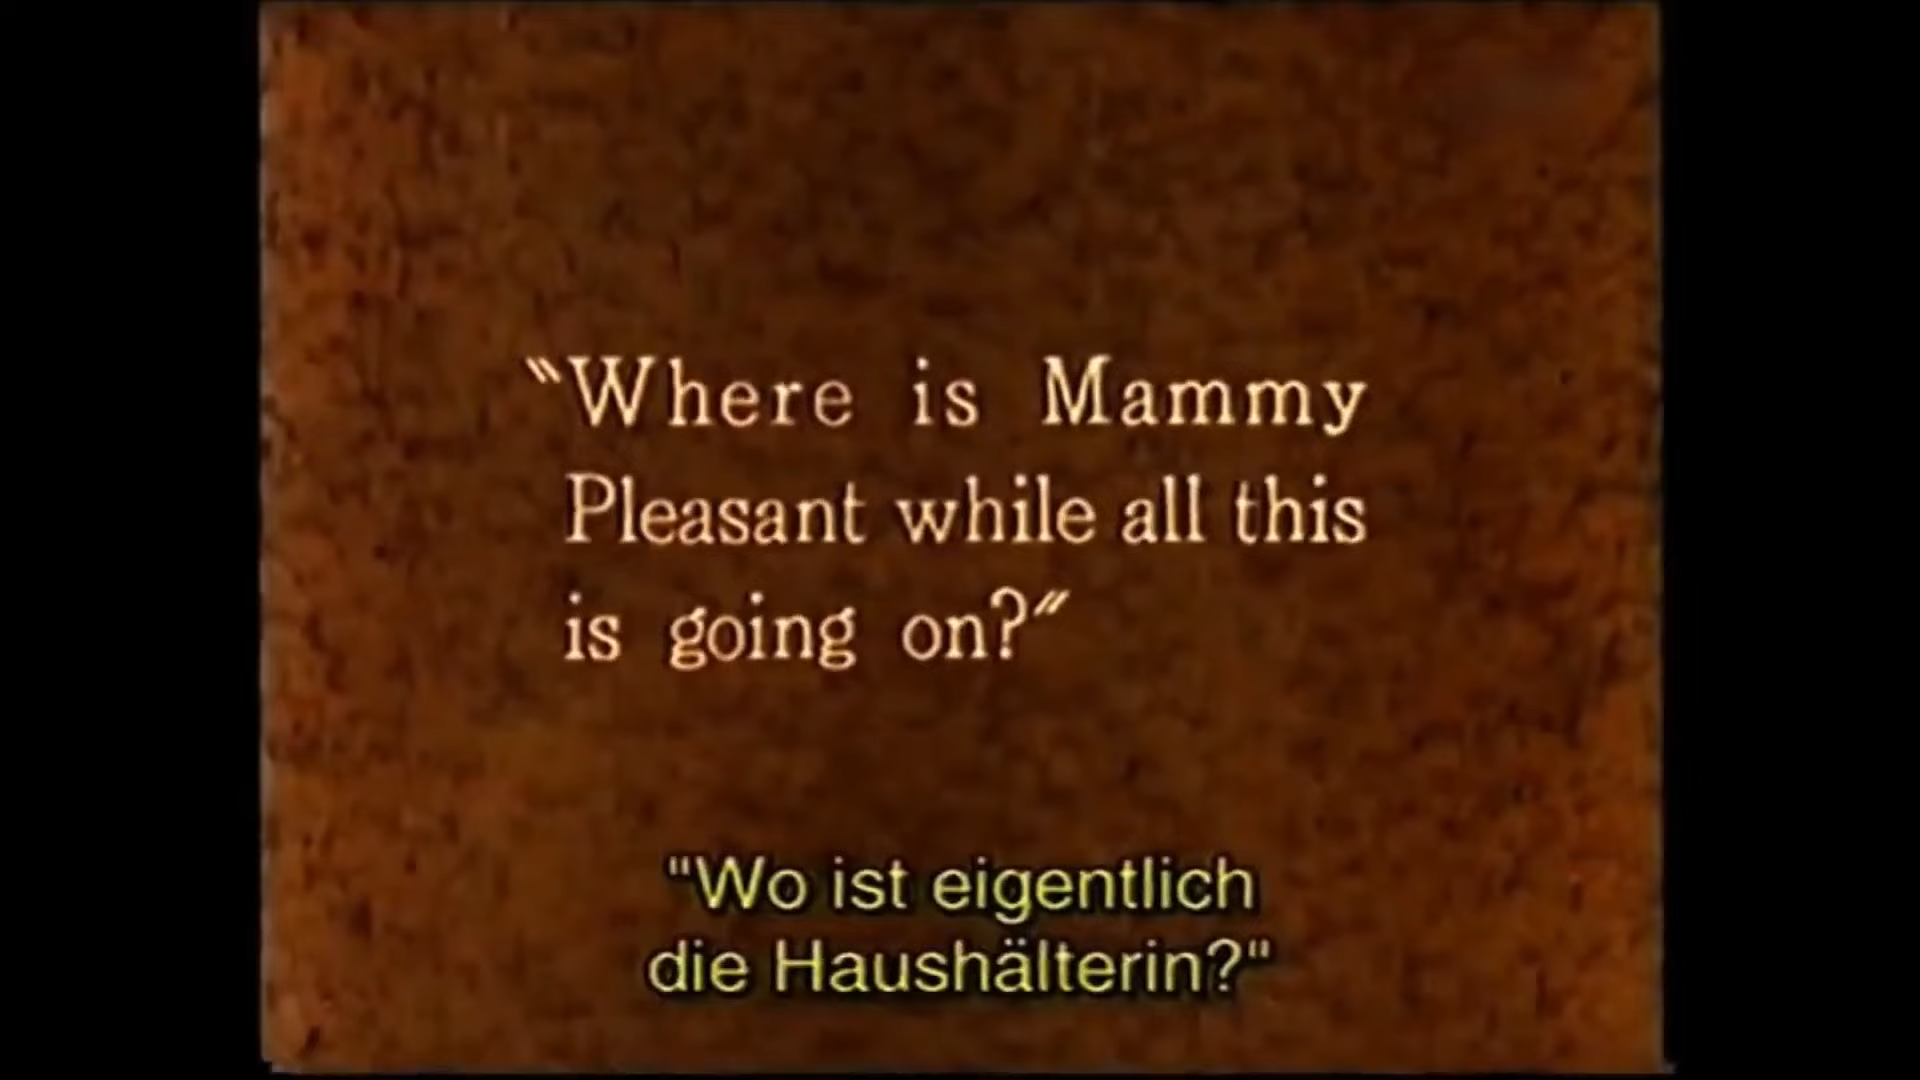 "Where is Mammy
Pleasant while all this
is going on?"
"Wo ist eigentlich
die Haushälterin?"